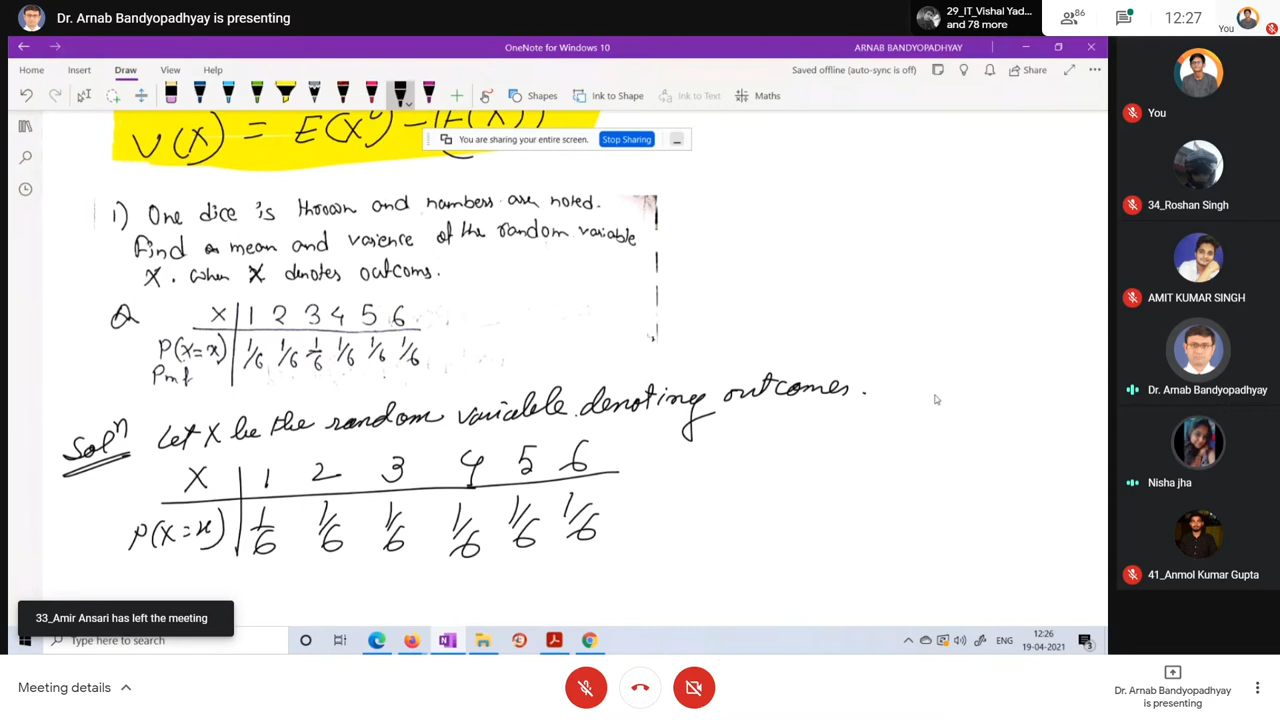 Dr. Arnab Bandyopadhyay is presenting
29_IT_Vishal Yad...
and 78 more
86
12:27
You
OneNote for Windows 10
ARNAB BANDYOPADHYAY
Home Insert Draw View Help
Saved offline (auto-sync is off)
Share
Shapes
Ink to Shape
Ink to Text
Maths
V(X) =
You are sharing your entire screen.
Stop Sharing
1) One dice is thrown and numbers are noted.
Find mean and varience of the random variable
X. When X denotes outcoms.
X 1 2 3 4 5 6
P(X=x) 1/6 1/6 1/6 1/6 1/6 1/6
Pmf
Solⁿ Let X be the random variable denoting outcomes.
X 1 2 3 4 5 6
P(X=x) 1/6 1/6 1/6 1/6 1/6 1/6
33_Amir Ansari has left the meeting
Type here to search
ENG
12:26
19-04-2021
3
You
34_Roshan Singh
AMIT KUMAR SINGH
Dr. Arnab Bandyopadhyay
Nisha jha
41_Anmol Kumar Gupta
Meeting details
Dr. Arnab Bandyopadhyay
is presenting